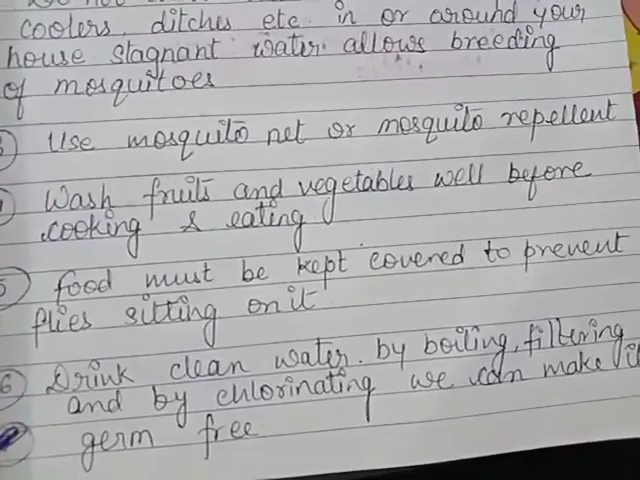 coolers, ditches etc. in or around your
house stagnant water allows breeding
of mosquitoes
Use mosquito net or mosquito repellent
Wash fruits and vegetables well before
cooking & eating
5 food must be kept covered to prevent
flies sitting on it
6 Drink clean water. by boiling, filtering
and by chlorinating we can make it
germ free